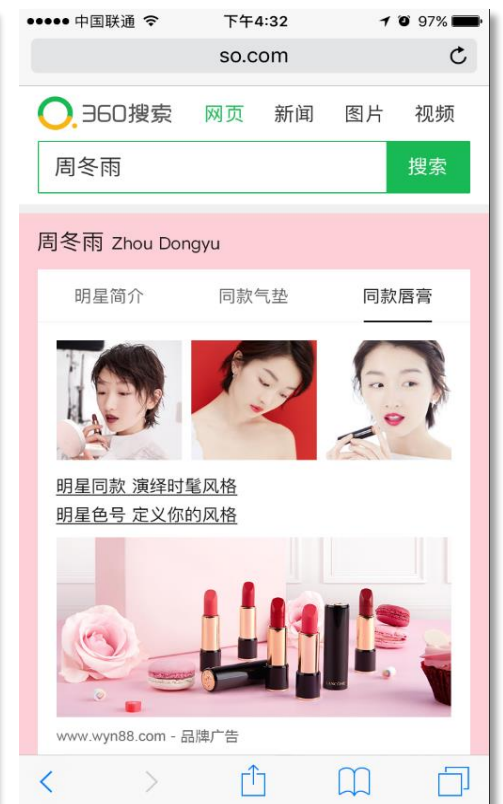 中国联通 下午4:32 97%
so.com
360搜索 网页 新闻 图片 视频
周冬雨 搜索
周冬雨 Zhou Dongyu
明星简介 同款气垫 同款唇膏
明星同款 演绎时髦风格
明星色号 定义你的风格
LANCOME
www.wyn88.com - 品牌广告